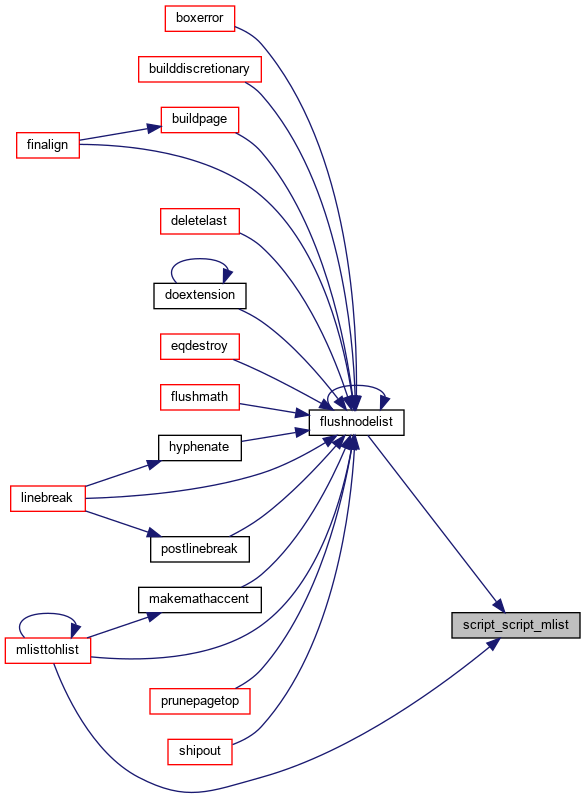 boxerror
builddiscretionary
buildpage
finalign
deletelast
doextension
eqdestroy
flushmath
flushnodelist
hyphenate
linebreak
postlinebreak
makemathaccent
script_script_mlist
mlisttohlist
prunepagetop
shipout